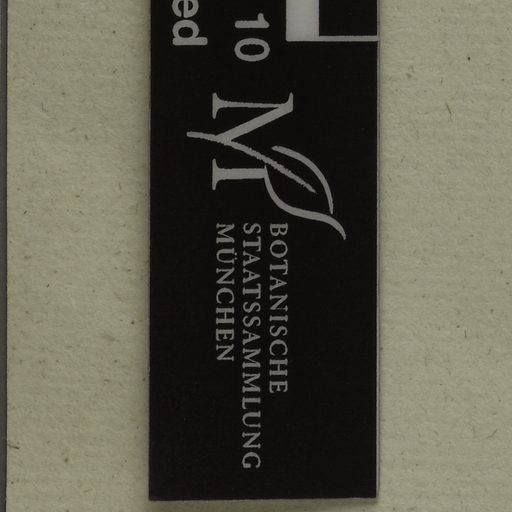 10
ed
BOTANISCHE
STAATSSAMMLUNG
MÜNCHEN